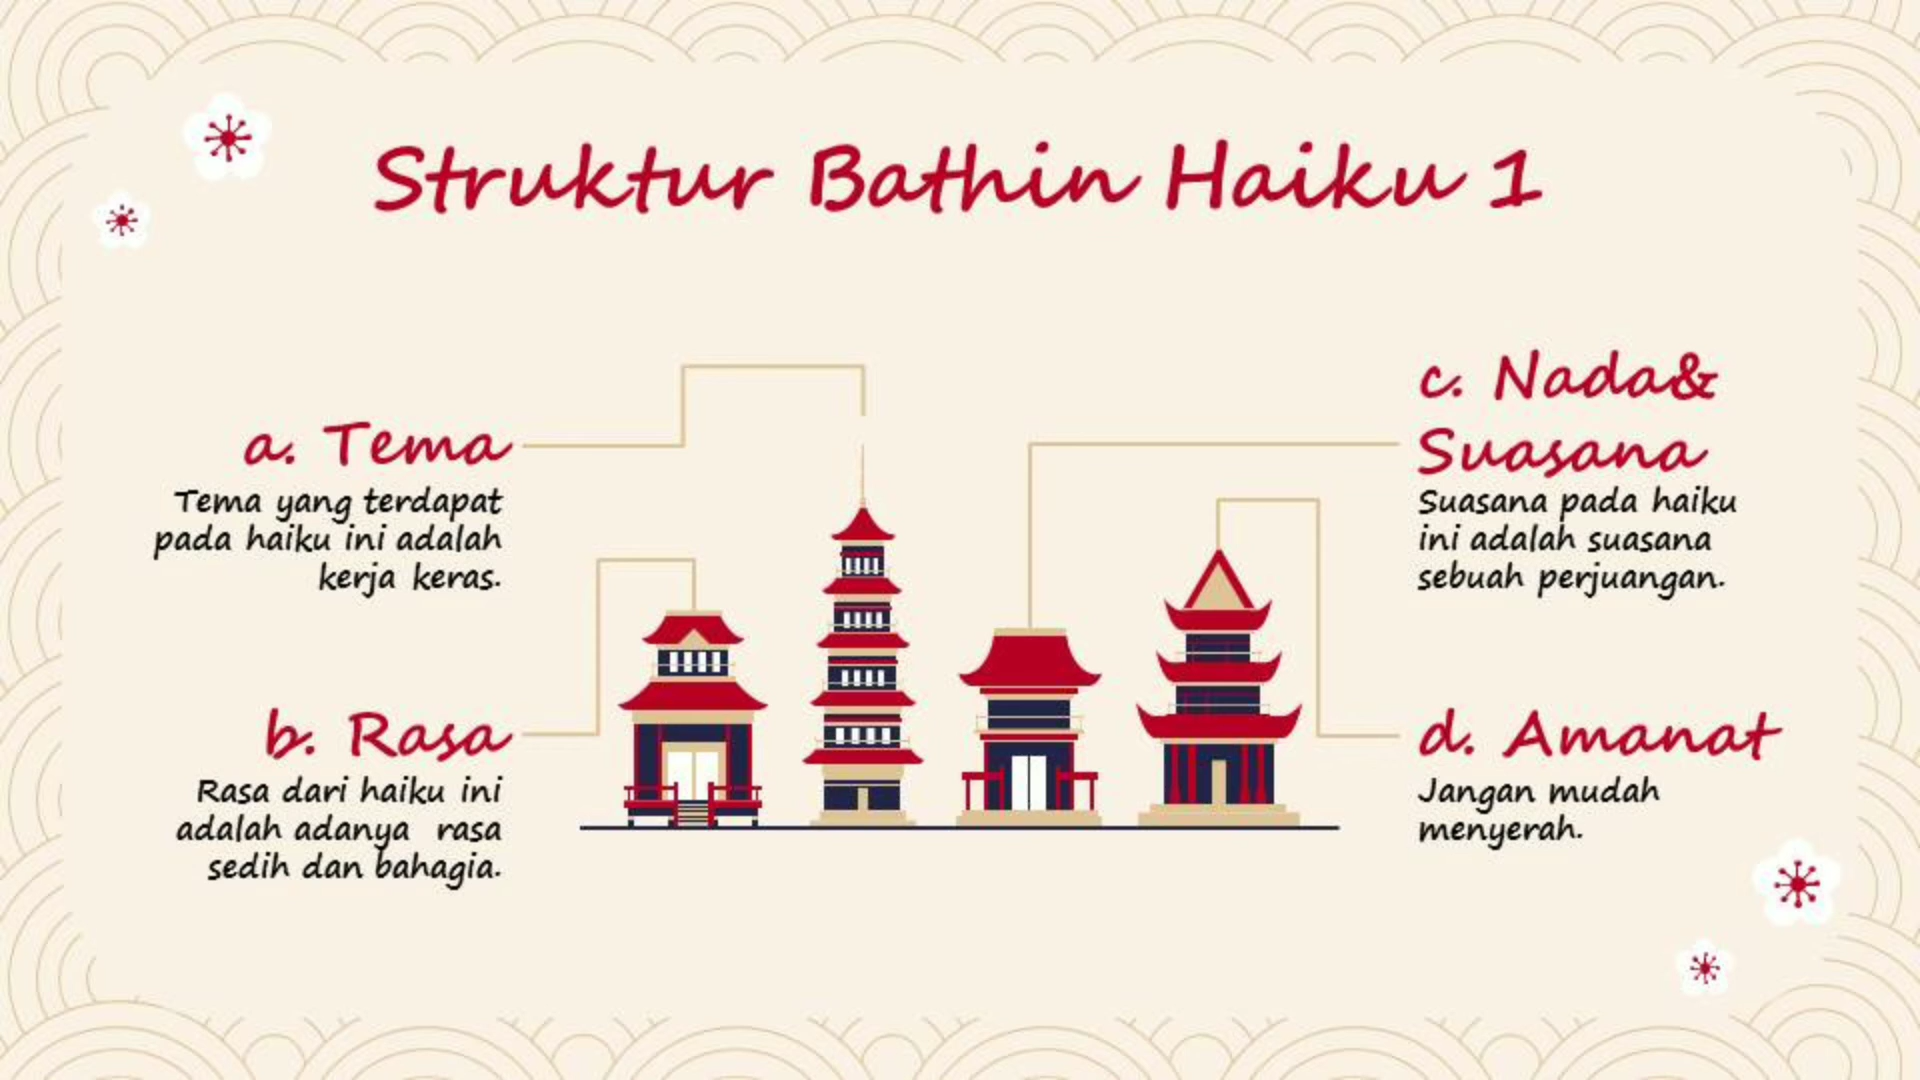 Struktur Bathin Haiku 1
a. Tema
Tema yang terdapat
pada haiku ini adalah
kerja keras.
b. Rasa
Rasa dari haiku ini
adalah adanya rasa
sedih dan bahagia.
c. Nada&
Suasana
Suasana pada haiku
ini adalah suasana
sebuah perjuangan.
d. Amanat
Jangan mudah
menyerah.